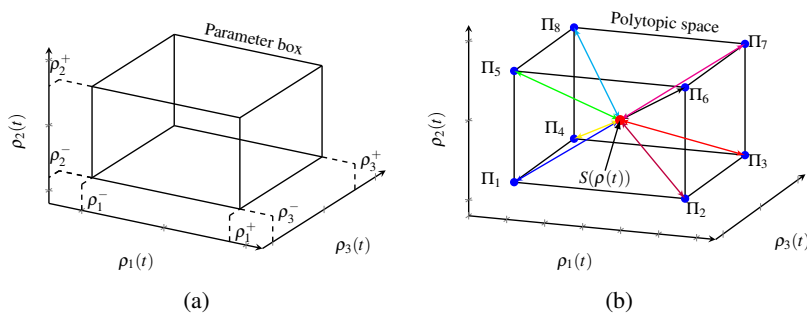 Parameter box
ρ₂⁺
ρ₂(t)
ρ₂⁻
ρ₁⁻
ρ₃⁺
ρ₃⁻
ρ₁⁺
ρ₁(t)
ρ₃(t)
(a)
Polytopic space
Π₈
Π₇
Π₅
Π₆
ρ₂(t)
Π₄
Π₃
Π₁
S(ρ(t))
Π₂
ρ₁(t)
ρ₃(t)
(b)